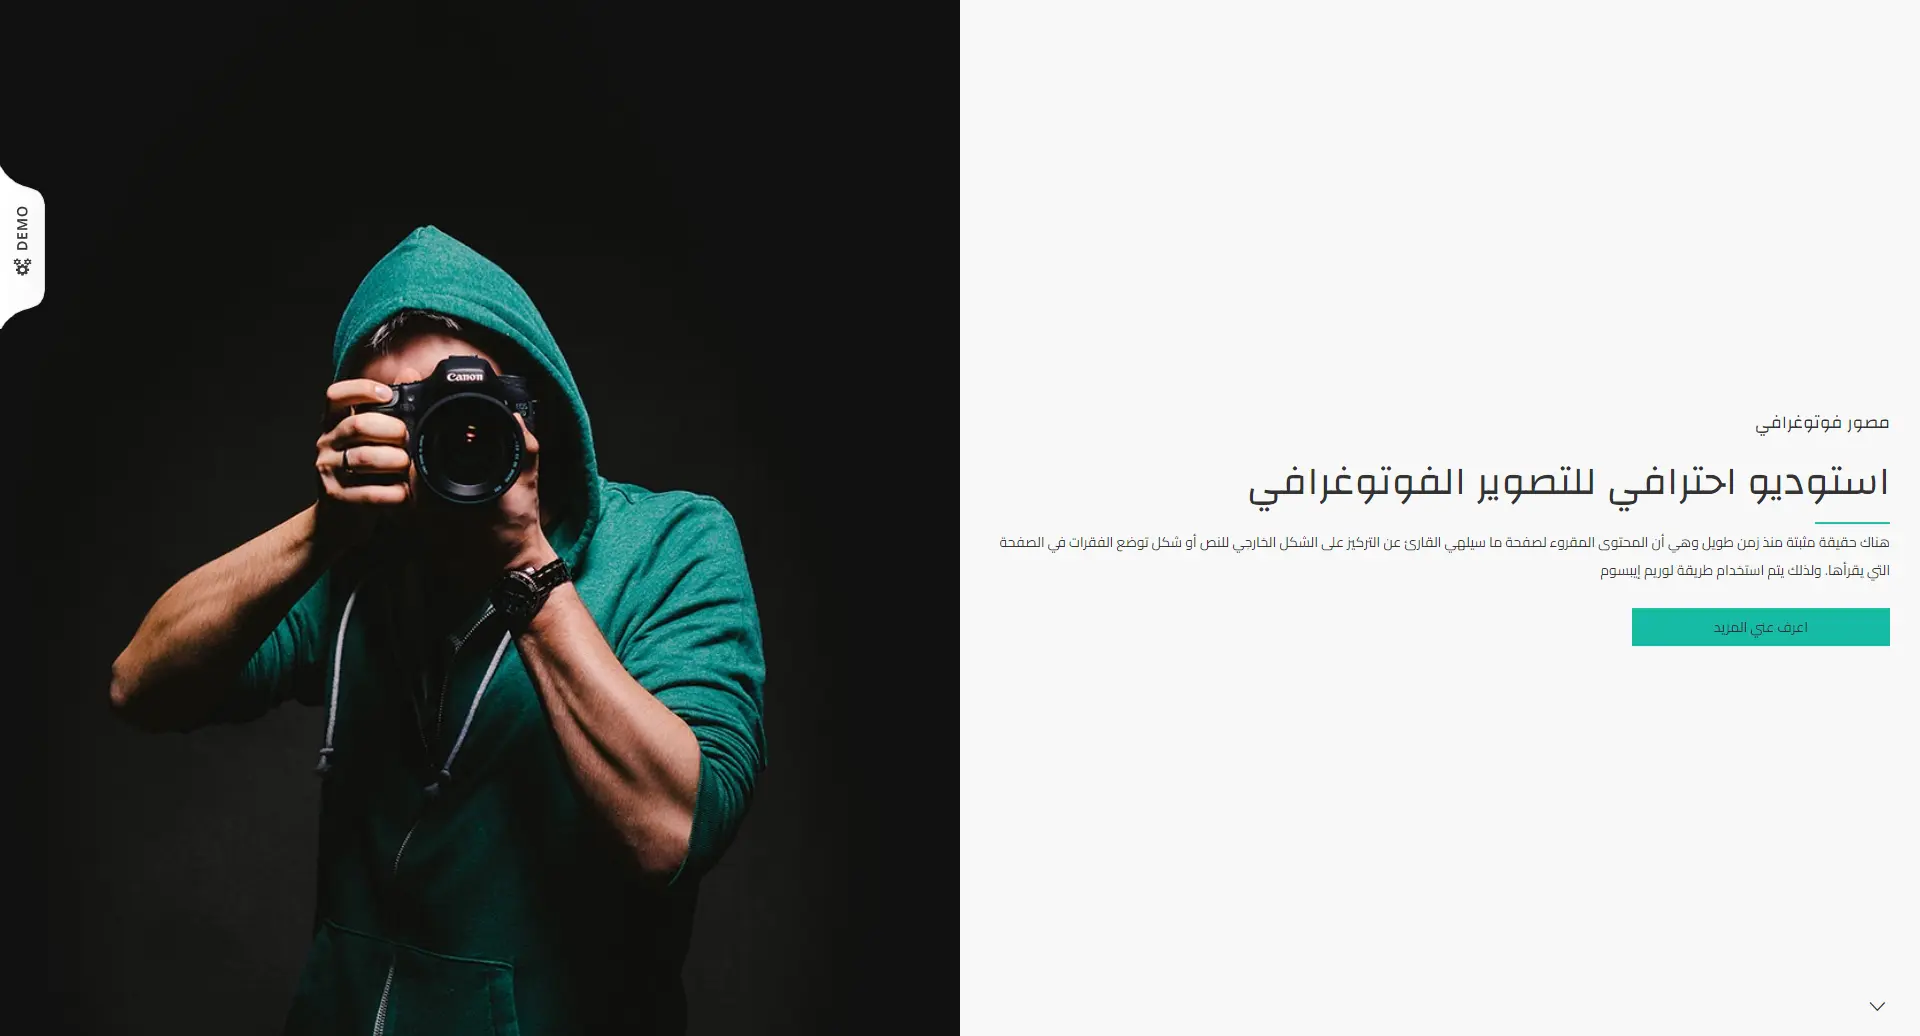 مصور فوتوغرافي
استوديو احترافي للتصوير الفوتوغرافي
هناك حقيقة مثبتة منذ زمن طويل وهي أن المحتوى المقروء لصفحة ما سيلهي القارئ عن التركيز على الشكل الخارجي للنص أو شكل توضع الفقرات في الصفحة
التي يقرأها. ولذلك يتم استخدام طريقة لوريم إيبسوم
اعرف عني المزيد
DEMO
Canon